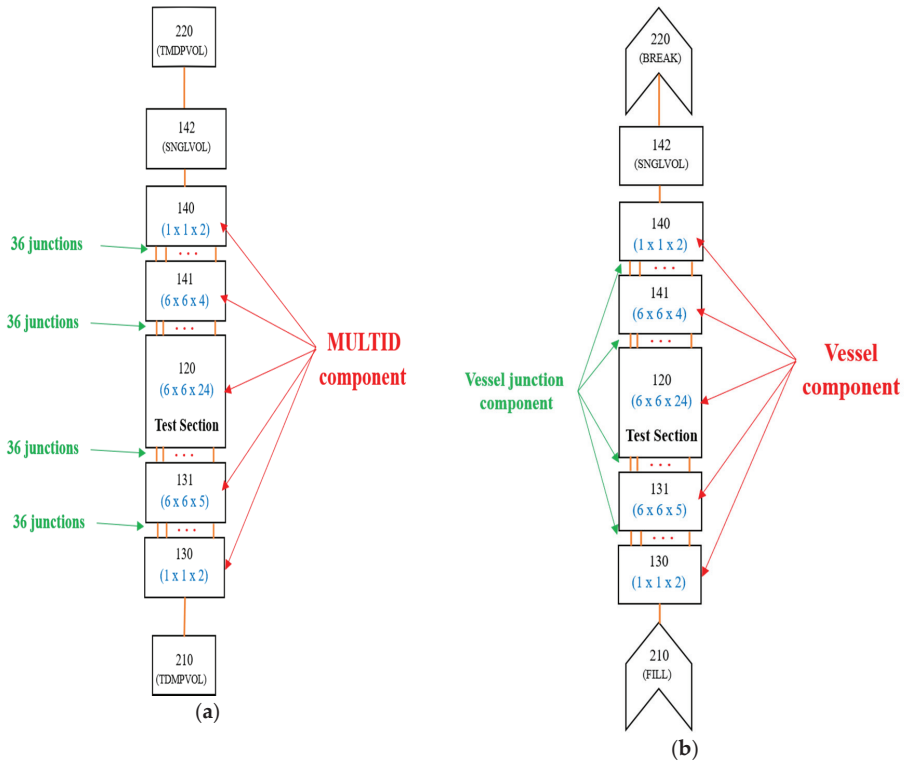 220
(TMDPVOL)
142
(SNGLVOL)
140
(1 x 1 x 2)
36 junctions
141
(6 x 6 x 4)
36 junctions
120
(6 x 6 x 24)
Test Section
MULTID
component
36 junctions
131
(6 x 6 x 5)
36 junctions
130
(1 x 1 x 2)
210
(TDMPVOL)
(a)
220
(BREAK)
142
(SNGLVOL)
140
(1 x 1 x 2)
141
(6 x 6 x 4)
120
(6 x 6 x 24)
Test Section
Vessel junction
component
Vessel
component
131
(6 x 6 x 5)
130
(1 x 1 x 2)
210
(FILL)
(b)